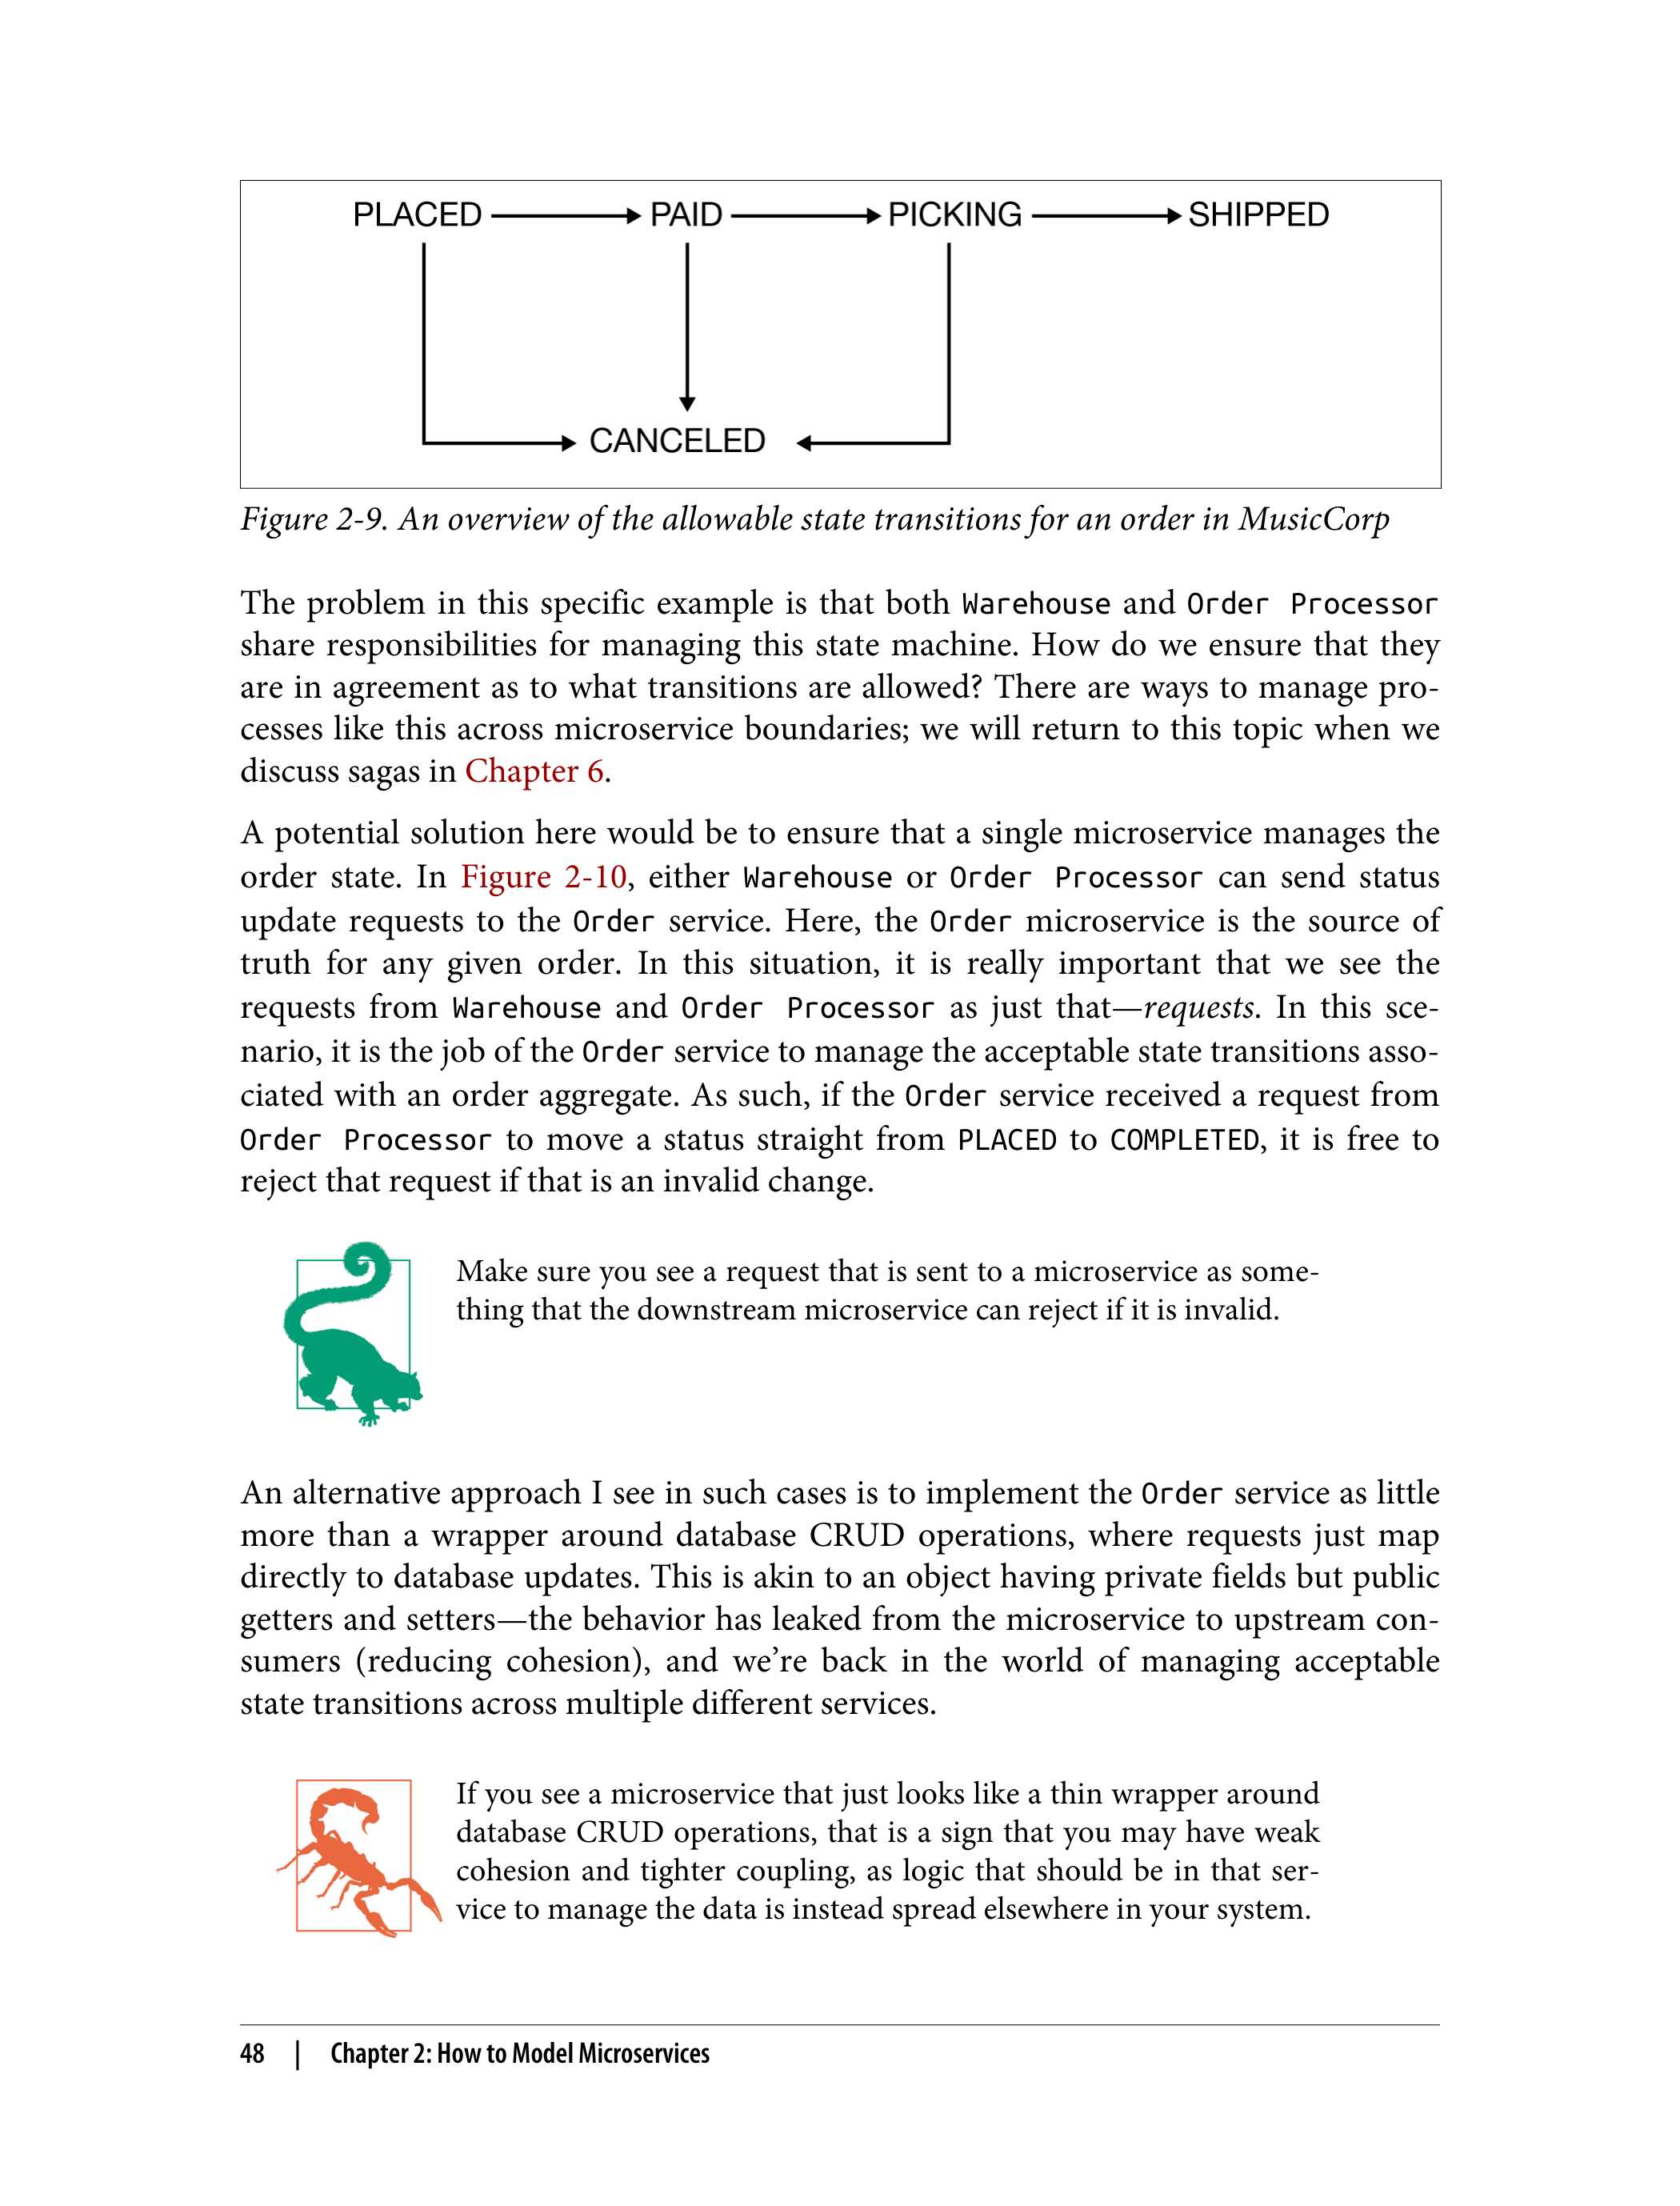 PLACED PAID PICKING SHIPPED
CANCELED
Figure 2-9. An overview of the allowable state transitions for an order in MusicCorp
The problem in this specific example is that both Warehouse and Order Processor
share responsibilities for managing this state machine. How do we ensure that they
are in agreement as to what transitions are allowed? There are ways to manage pro-
cesses like this across microservice boundaries; we will return to this topic when we
discuss sagas in Chapter 6.
A potential solution here would be to ensure that a single microservice manages the
order state. In Figure 2-10, either Warehouse or Order Processor can send status
update requests to the Order service. Here, the Order microservice is the source of
truth for any given order. In this situation, it is really important that we see the
requests from Warehouse and Order Processor as just that—requests. In this sce-
nario, it is the job of the Order service to manage the acceptable state transitions asso-
ciated with an order aggregate. As such, if the Order service received a request from
Order Processor to move a status straight from PLACED to COMPLETED, it is free to
reject that request if that is an invalid change.
Make sure you see a request that is sent to a microservice as some-
thing that the downstream microservice can reject if it is invalid.
An alternative approach I see in such cases is to implement the Order service as little
more than a wrapper around database CRUD operations, where requests just map
directly to database updates. This is akin to an object having private fields but public
getters and setters—the behavior has leaked from the microservice to upstream con-
sumers (reducing cohesion), and we’re back in the world of managing acceptable
state transitions across multiple different services.
If you see a microservice that just looks like a thin wrapper around
database CRUD operations, that is a sign that you may have weak
cohesion and tighter coupling, as logic that should be in that ser-
vice to manage the data is instead spread elsewhere in your system.
48 | Chapter 2: How to Model Microservices